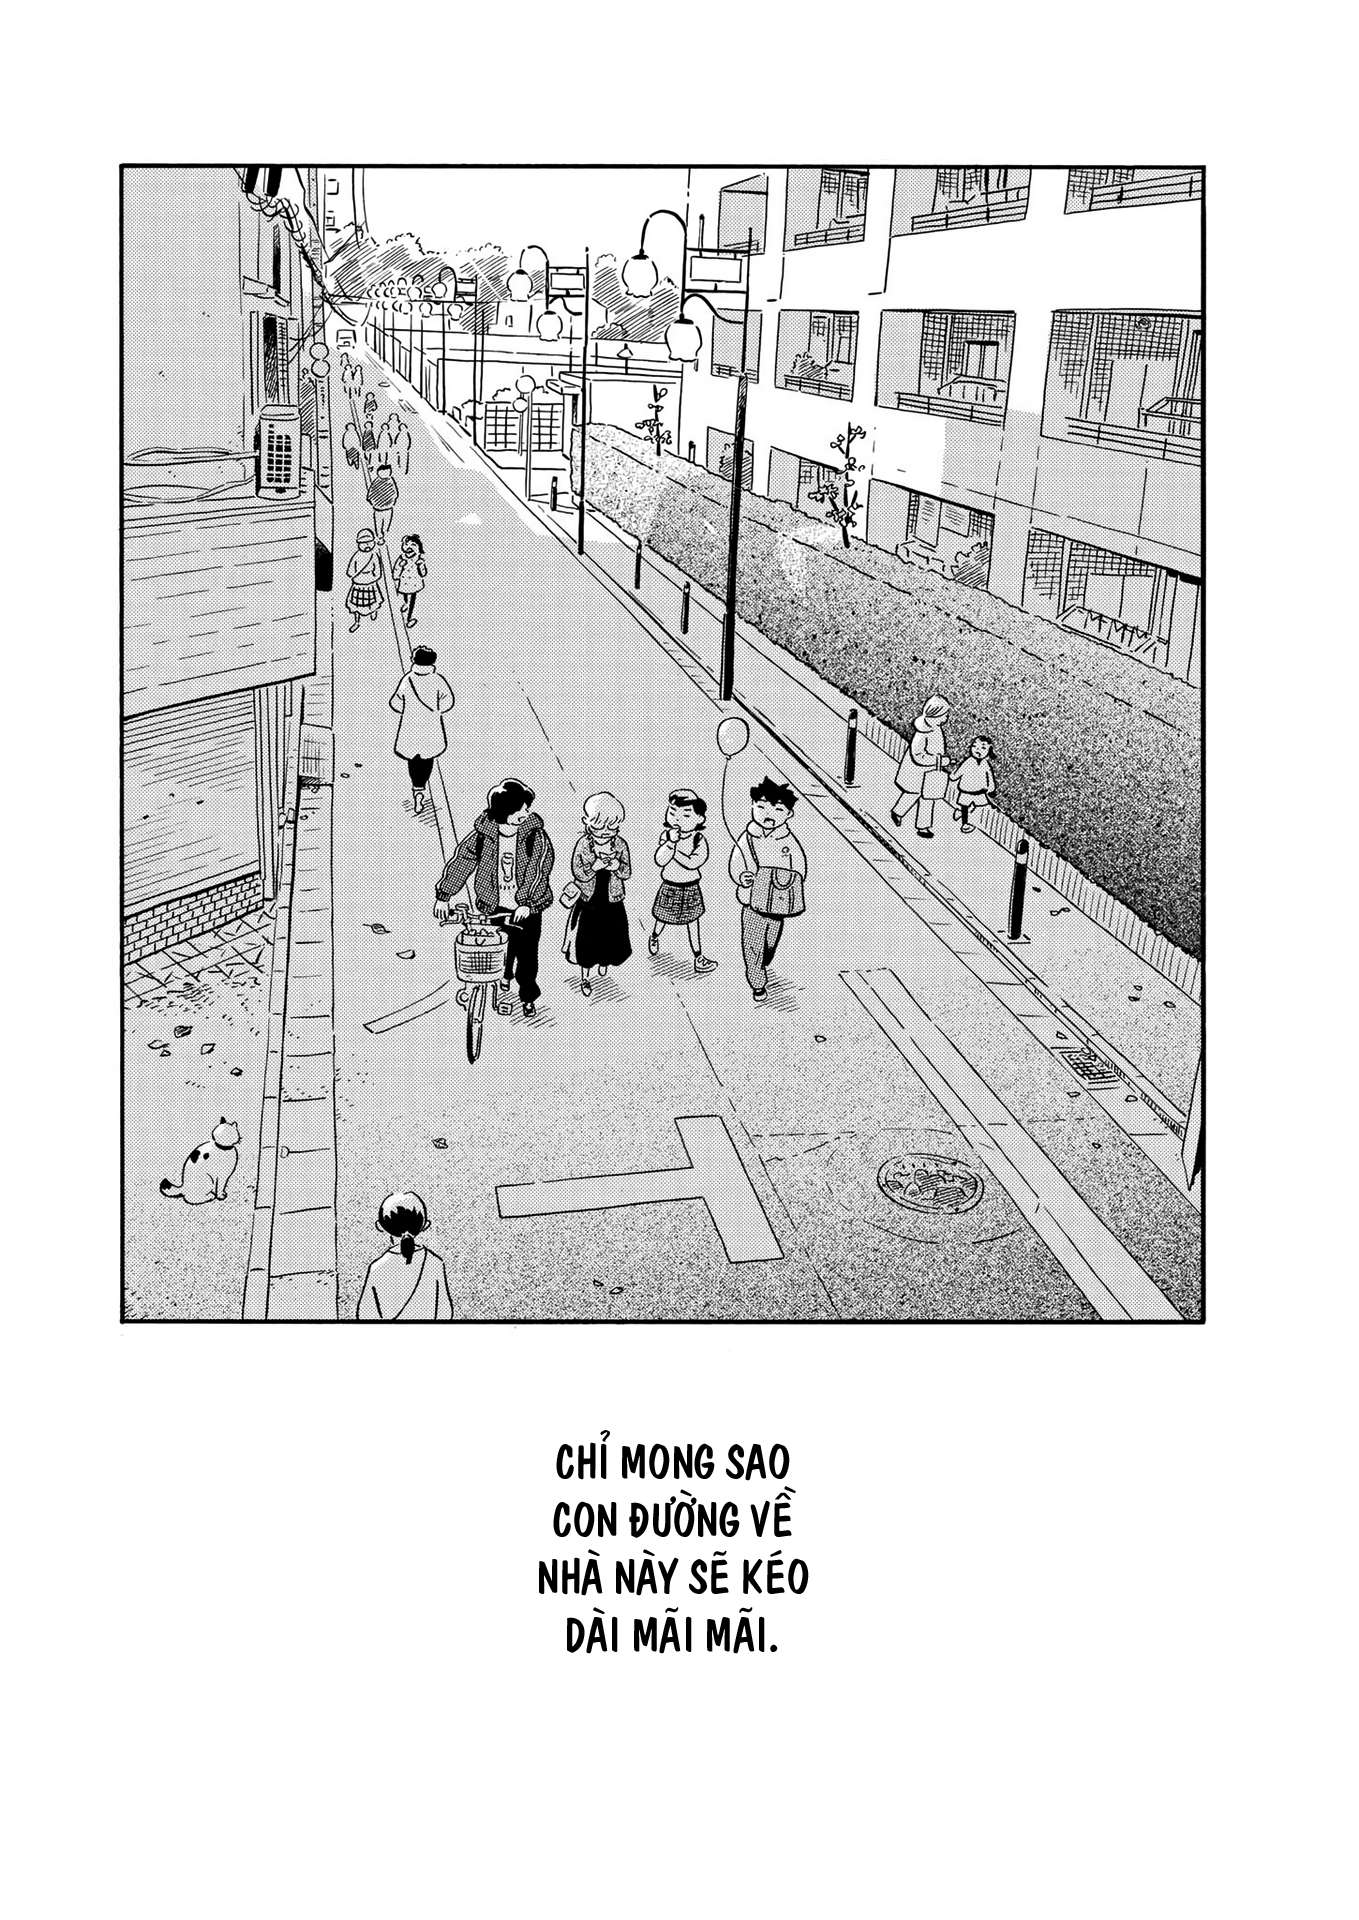 CHỈ MONG SAO
CON ĐƯỜNG VỀ
NHÀ NÀY SẼ KÉO
DÀI MÃI MÃI.